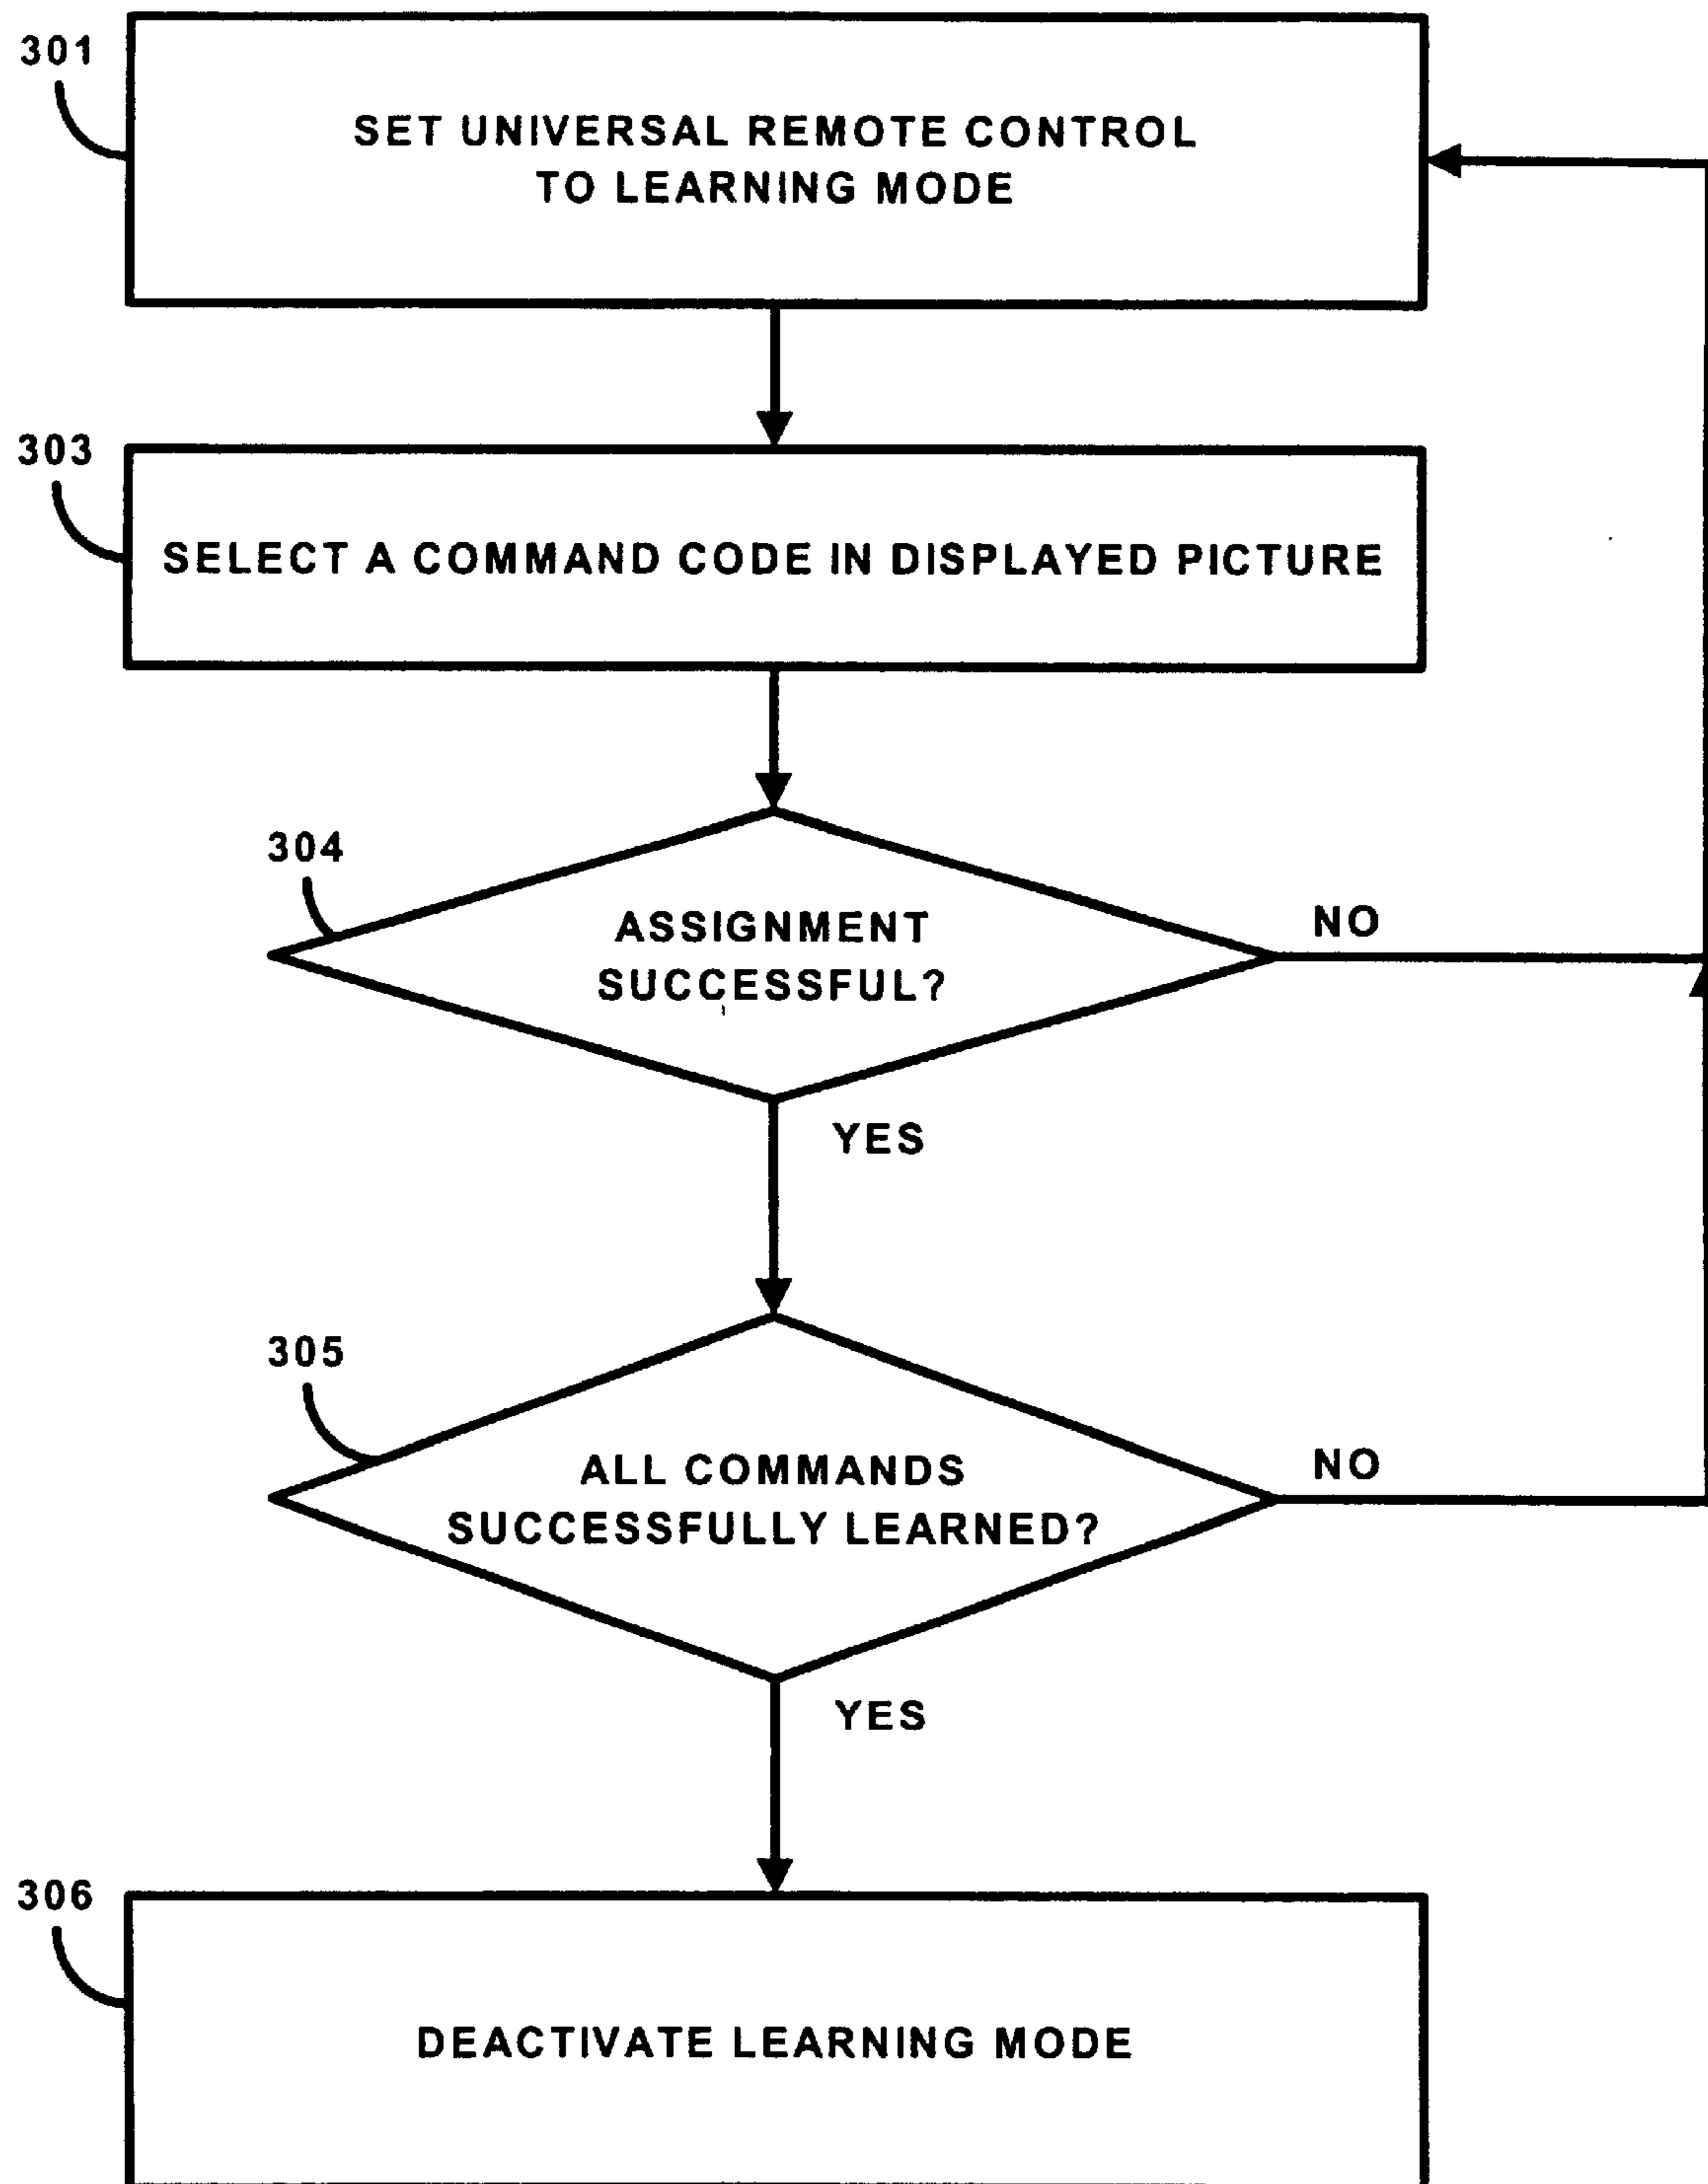 301
SET UNIVERSAL REMOTE CONTROL
TO LEARNING MODE
303
SELECT A COMMAND CODE IN DISPLAYED PICTURE
304
ASSIGNMENT
SUCCESSFUL?
NO
YES
305
ALL COMMANDS
SUCCESSFULLY LEARNED?
NO
YES
306
DEACTIVATE LEARNING MODE